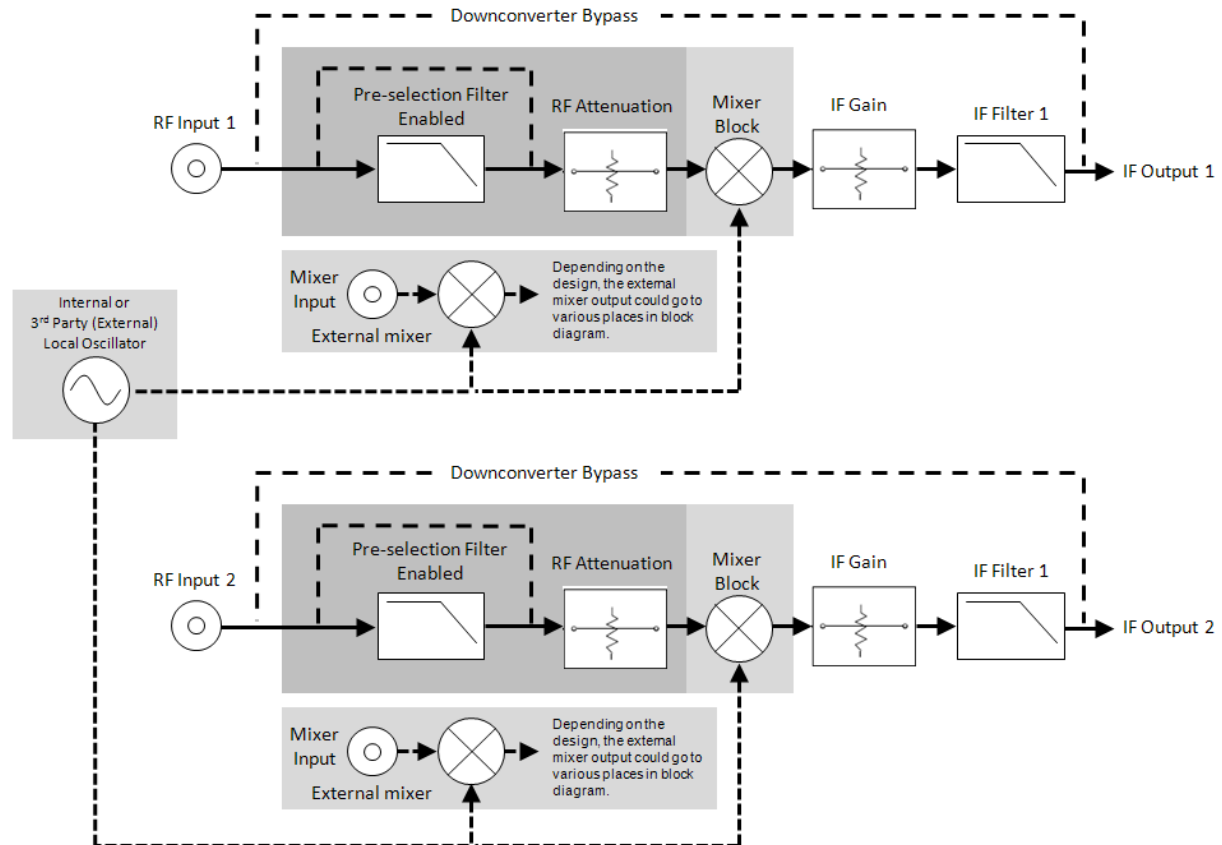 Downconverter Bypass
RF Input 1
Pre-selection Filter
Enabled
RF Attenuation
Mixer
Block
IF Gain
IF Filter 1
IF Output 1
Mixer
Input
External mixer
Depending on the
design, the external
mixer output could go to
various places in block
diagram.
Internal or
3rd Party (External)
Local Oscillator
Downconverter Bypass
RF Input 2
Pre-selection Filter
Enabled
RF Attenuation
Mixer
Block
IF Gain
IF Filter 1
IF Output 2
Mixer
Input
External mixer
Depending on the
design, the external
mixer output could go to
various places in block
diagram.